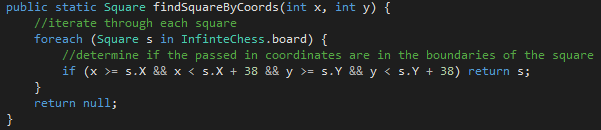 public static Square findSquareByCoords(int x, int y) {
//iterate through each square
foreach (Square s in InfinteChess.board) {
//determine if the passed in coordinates are in the boundaries of the square
if (x >= s.X && x < s.X + 38 && y >= s.Y && y < s.Y + 38) return s;
}
return null;
}